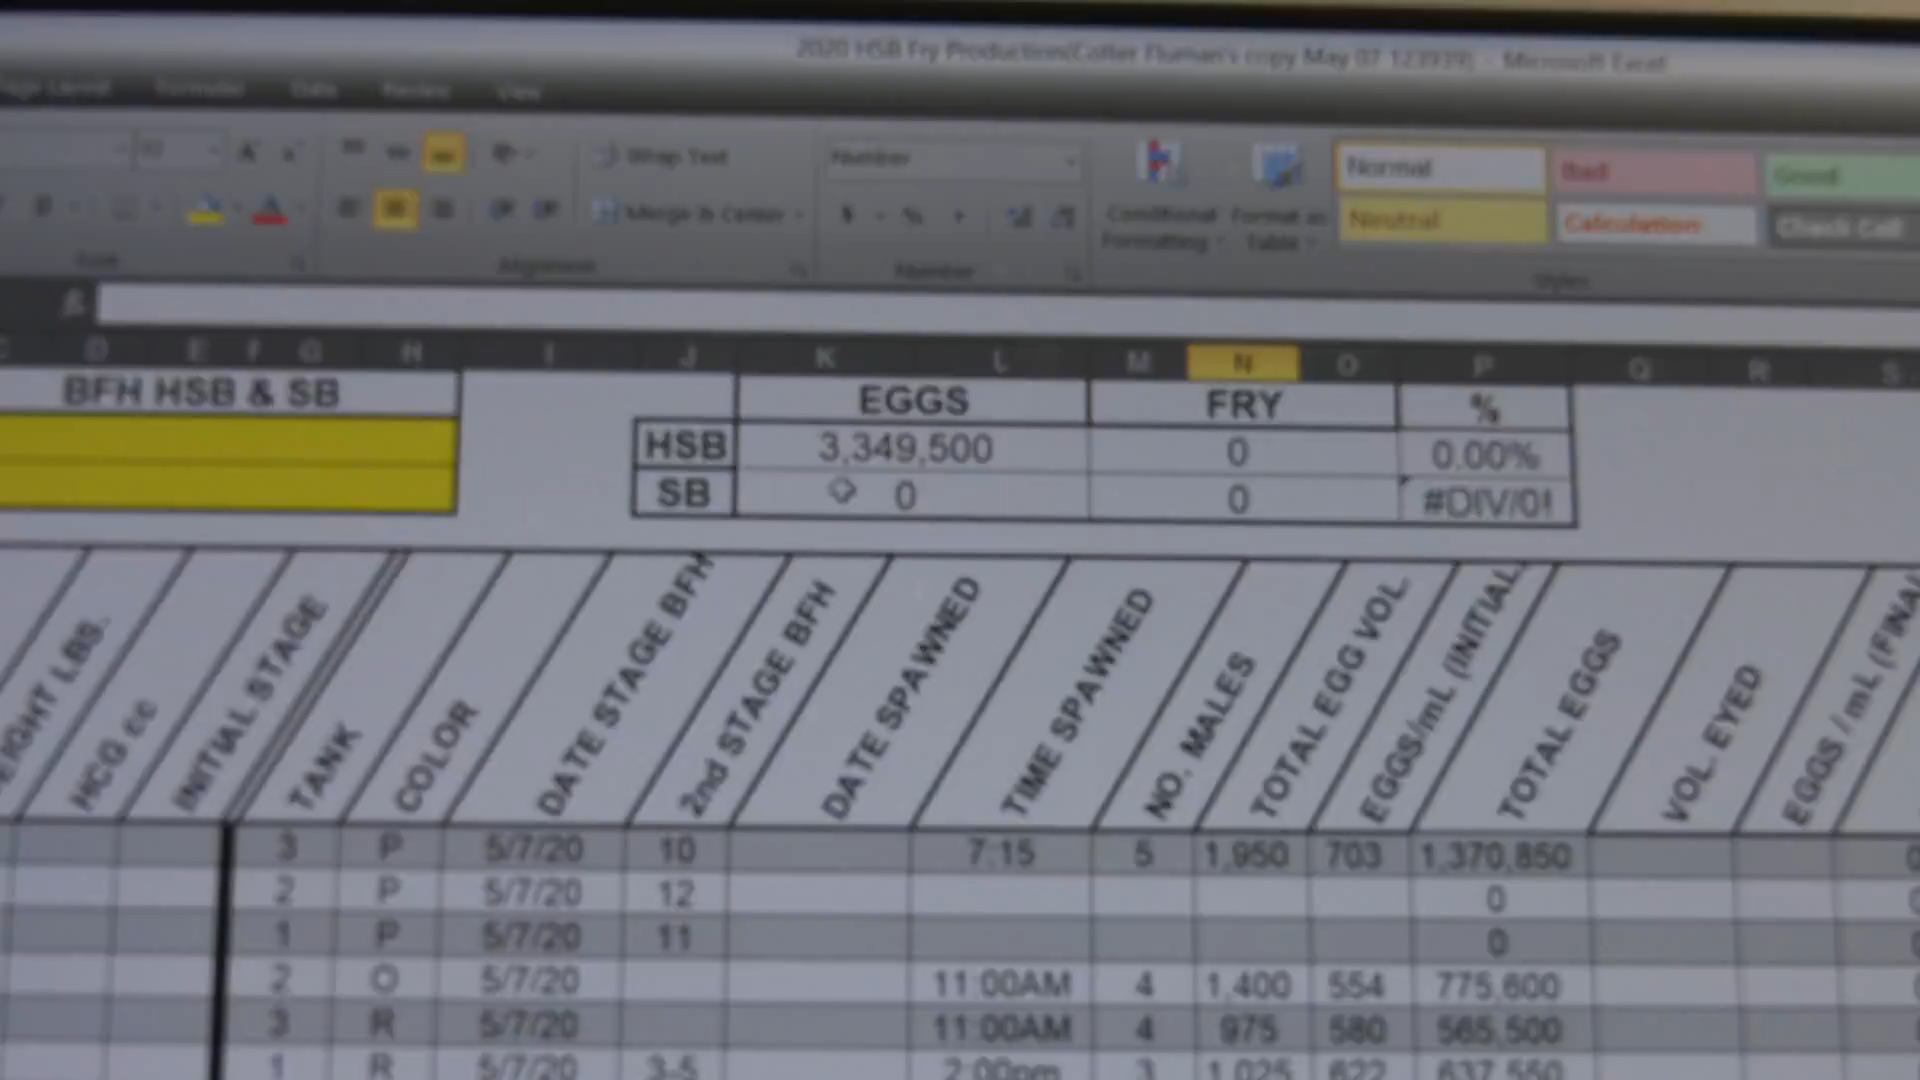 2020 HSB Fry Production(Colter Fluman's copy May 07 123939) - Microsoft Excel
Page Layout Formulas Data Review View
Wrap Text Number Normal Bad Good
Merge & Center $ % , Conditional Formatting Format as Table Neutral Calculation Check Cell
Font Alignment Number Styles
D E F G H I J K L M N O P Q R S
BFH HSB & SB EGGS FRY %
HSB 3,349,500 0 0.00%
SB 0 0 #DIV/0!
WEIGHT LBS. HCG cc INITIAL STAGE TANK COLOR DATE STAGE BFH 2nd STAGE BFH DATE SPAWNED TIME SPAWNED NO. MALES TOTAL EGG VOL. EGGS/mL (INITIAL TOTAL EGGS VOL. EYED EGGS / mL (FINAL
3 P 5/7/20 10 7:15 5 1,950 703 1,370,850
2 P 5/7/20 12 0
1 P 5/7/20 11 0
2 O 5/7/20 11:00AM 4 1,400 554 775,600
3 R 5/7/20 11:00AM 4 975 580 565,500
1 R 5/7/20 3-5 2:00pm 3 1,025 622 637,550